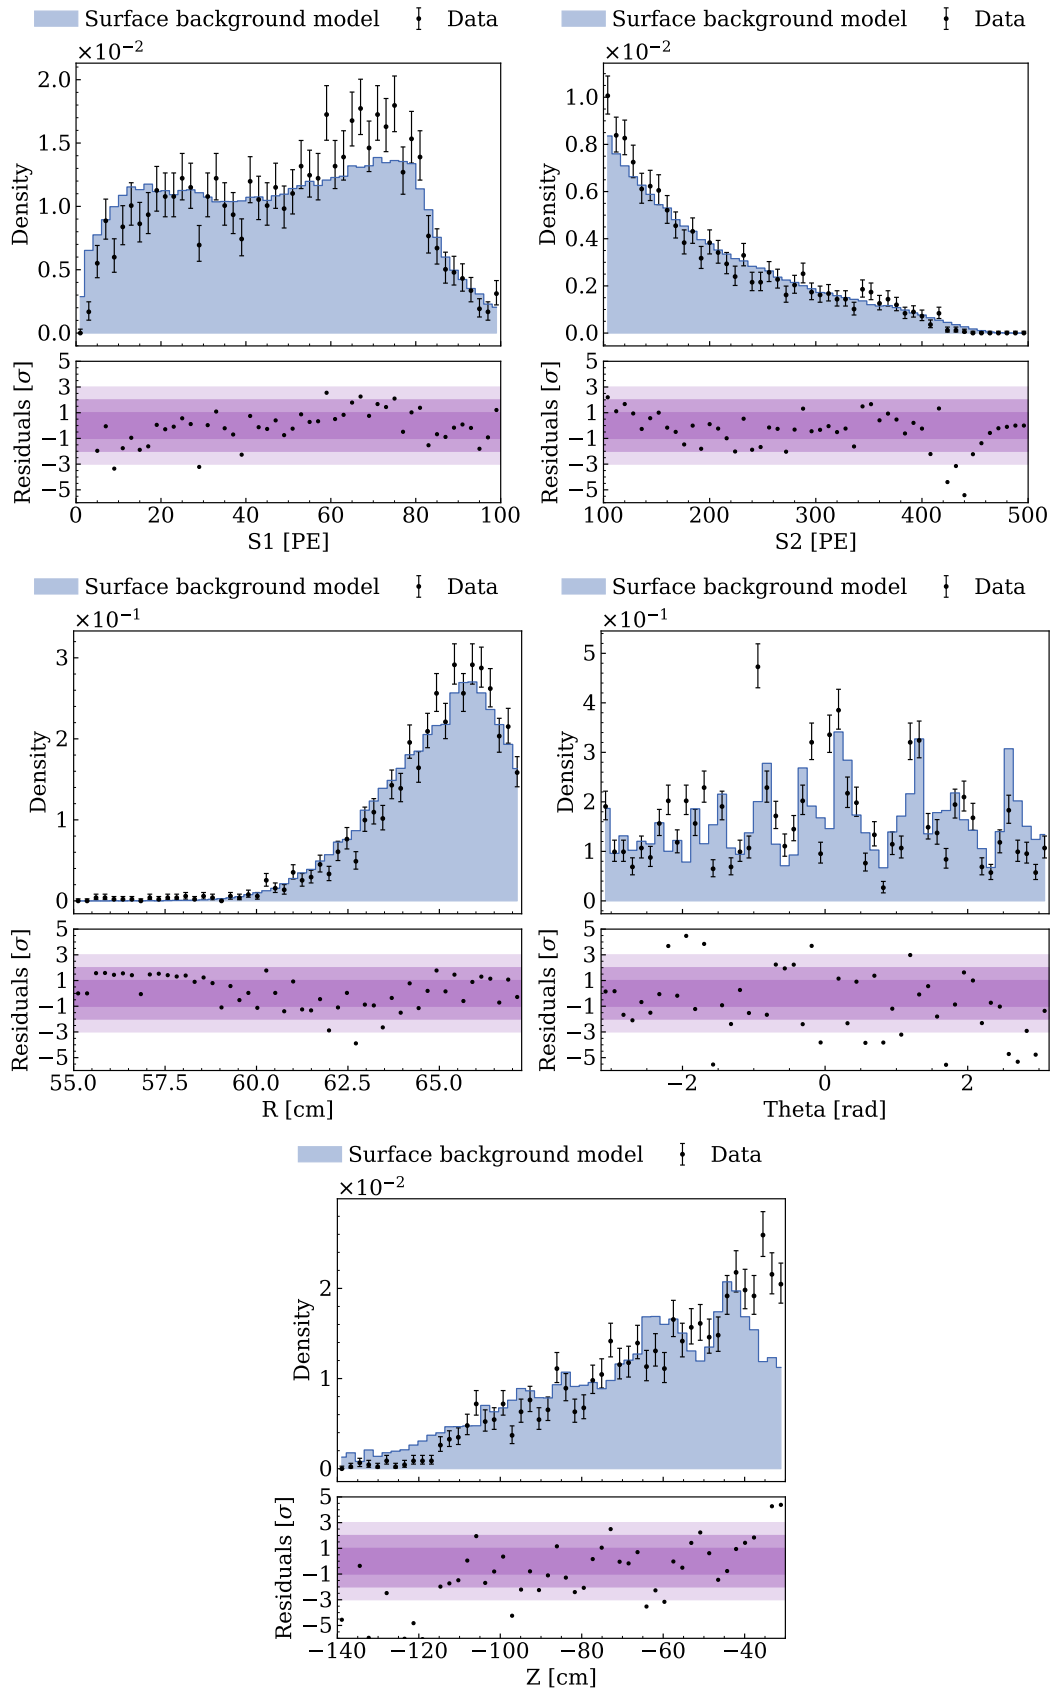 Surface background model Data
×10⁻²
2.0
1.5
1.0
0.5
0.0
Density
5
3
1
−1
−3
−5
Residuals [σ]
0 20 40 60 80 100
S1 [PE]
Surface background model Data
×10⁻²
1.0
0.8
0.6
0.4
0.2
0.0
Density
5
3
1
−1
−3
−5
Residuals [σ]
100 200 300 400 500
S2 [PE]
Surface background model Data
×10⁻¹
3
2
1
0
Density
5
3
1
−1
−3
−5
Residuals [σ]
55.0 57.5 60.0 62.5 65.0
R [cm]
Surface background model Data
×10⁻¹
5
4
3
2
1
0
Density
5
3
1
−1
−3
−5
Residuals [σ]
−2 0 2
Theta [rad]
Surface background model Data
×10⁻²
2
1
0
Density
5
3
1
−1
−3
−5
Residuals [σ]
−140 −120 −100 −80 −60 −40
Z [cm]